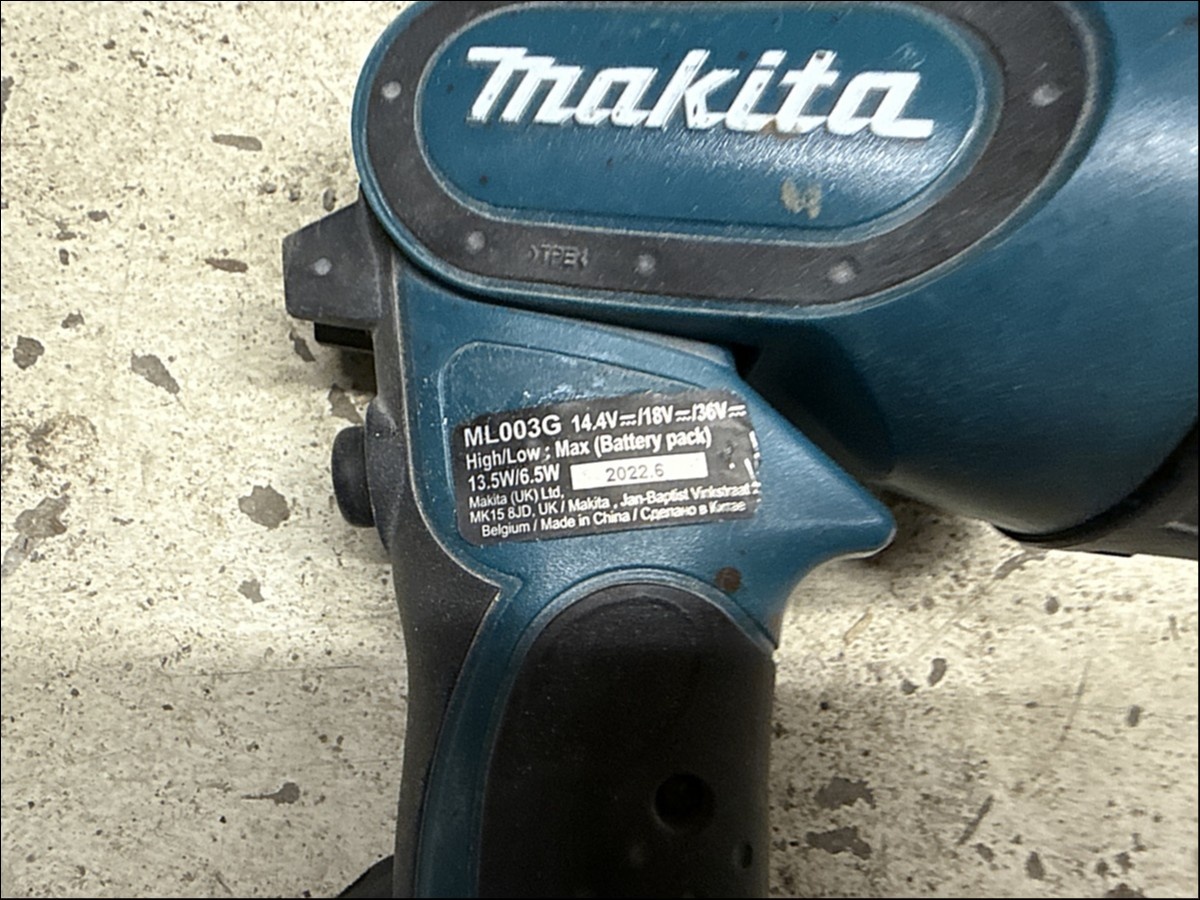 makita
>TPE<
ML003G 14.4V⎓/18V⎓/36V⎓
High/Low ; Max (Battery pack)
13.5W/6.5W 2022.6
Makita (UK) Ltd,
MK15 8JD, UK / Makita , Jan-Baptist Vinkstraat 2
Belgium / Made in China / Сделано в Китае